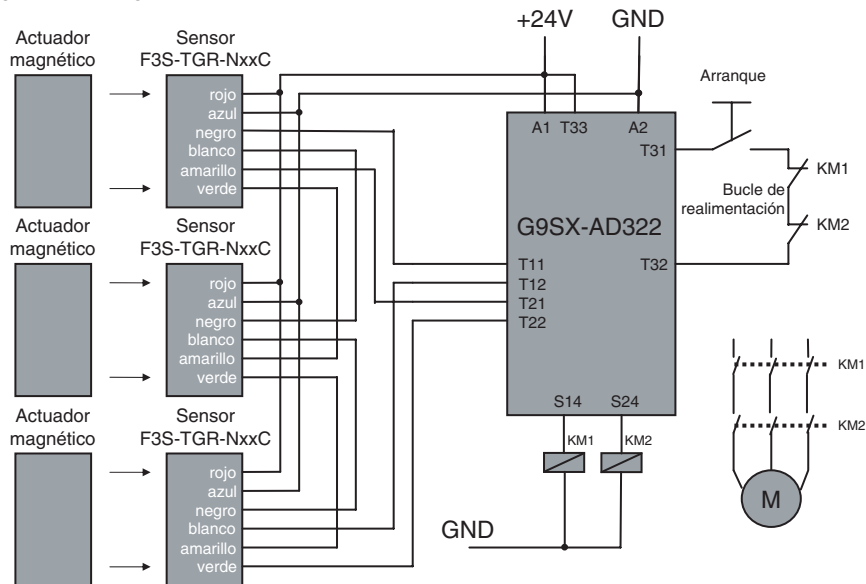 +24V
GND
Actuador
magnético
Sensor
F3S-TGR-NxxC
rojo
azul
negro
blanco
amarillo
verde
Actuador
magnético
Sensor
F3S-TGR-NxxC
rojo
azul
negro
blanco
amarillo
verde
Actuador
magnético
Sensor
F3S-TGR-NxxC
rojo
azul
negro
blanco
amarillo
verde
A1
T33
A2
T31
G9SX-AD322
T11
T12
T21
T22
T32
S14
S24
Arranque
KM1
Bucle de
realimentación
KM2
KM1
KM2
GND
KM1
KM2
M